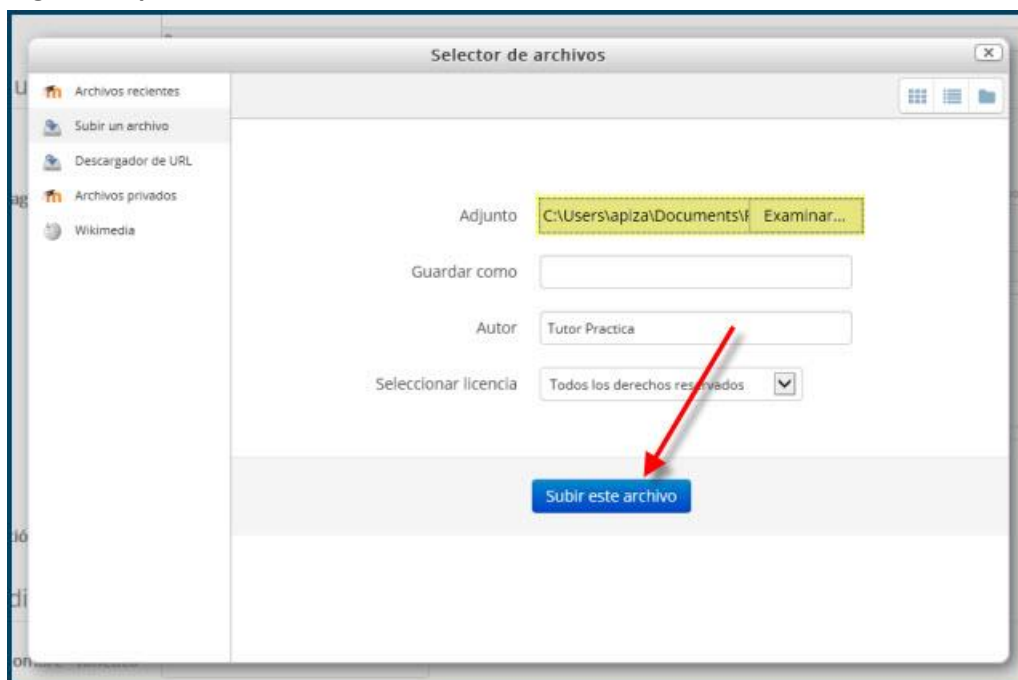 Selector de archivos
Archivos recientes
Subir un archivo
Descargador de URL
Archivos privados
Wikimedia
Adjunto C:\Users\apiza\Documents\F Examinar...
Guardar como
Autor Tutor Practica
Seleccionar licencia Todos los derechos reservados
Subir este archivo